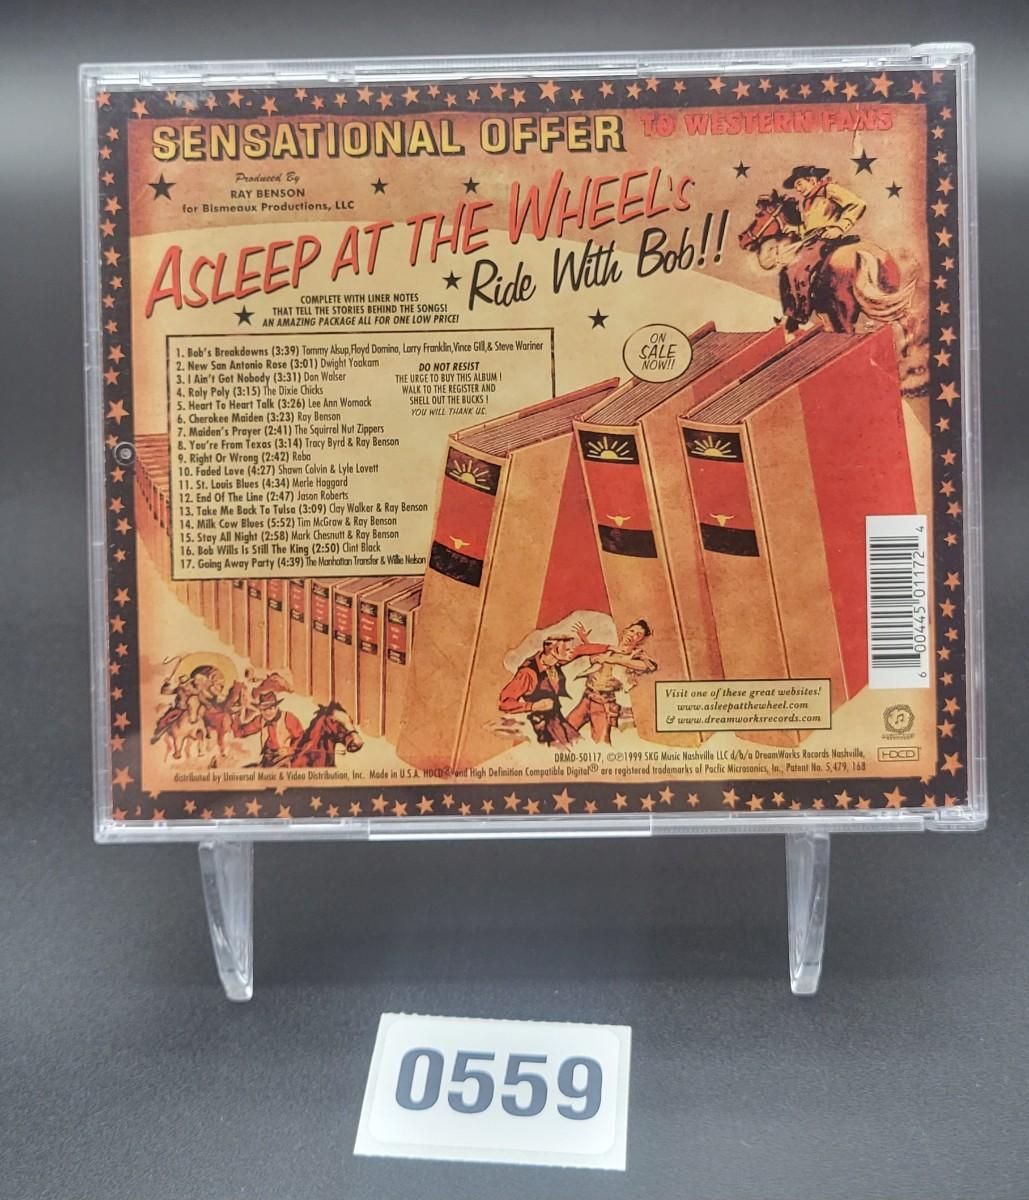 SENSATIONAL OFFER TO WESTERN FANS
Produced By
RAY BENSON
for Bismeaux Productions, LLC
ASLEEP AT THE WHEEL'S
Ride With Bob!!
COMPLETE WITH LINER NOTES
THAT TELL THE STORIES BEHIND THE SONGS!
AN AMAZING PACKAGE ALL FOR ONE LOW PRICE!
ON
SALE
NOW!!
1. Bob's Breakdowns (3:39) Tommy Alsup, Floyd Domino, Larry Franklin, Vince Gill, & Steve Wariner
2. New San Antonio Rose (3:01) Dwight Yoakam
3. I Ain't Got Nobody (3:31) Don Walser
4. Roly Poly (3:15) The Dixie Chicks
5. Heart To Heart Talk (3:26) Lee Ann Womack
6. Cherokee Maiden (3:23) Ray Benson
7. Maiden's Prayer (2:41) The Squirrel Nut Zippers
8. You're From Texas (3:14) Tracy Byrd & Ray Benson
9. Right Or Wrong (2:42) Reba
10. Faded Love (4:27) Shawn Colvin & Lyle Lovett
11. St. Louis Blues (4:34) Merle Haggard
12. End Of The Line (2:47) Jason Roberts
13. Take Me Back To Tulsa (3:09) Clay Walker & Ray Benson
14. Milk Cow Blues (5:52) Tim McGraw & Ray Benson
15. Stay All Night (2:58) Mark Chesnutt & Ray Benson
16. Bob Wills Is Still The King (2:50) Clint Black
17. Going Away Party (4:39) The Manhattan Transfer & Willie Nelson
DO NOT RESIST
THE URGE TO BUY THIS ALBUM!
WALK TO THE REGISTER AND
SHELL OUT THE BUCKS!
YOU WILL THANK US.
6 00445 01172 4
Visit one of these great websites!
www.asleepatthewheel.com
& www.dreamworksrecords.com
HDCD
DRMD-50117, ©℗1999 SKG Music Nashville LLC d/b/a DreamWorks Records Nashville,
distributed by Universal Music & Video Distribution, Inc. Made in U.S.A. HDCD® and High Definition Compatible Digital® are registered trademarks of Pacfic Microsonics, In., Patent No. 5,479, 168
0559